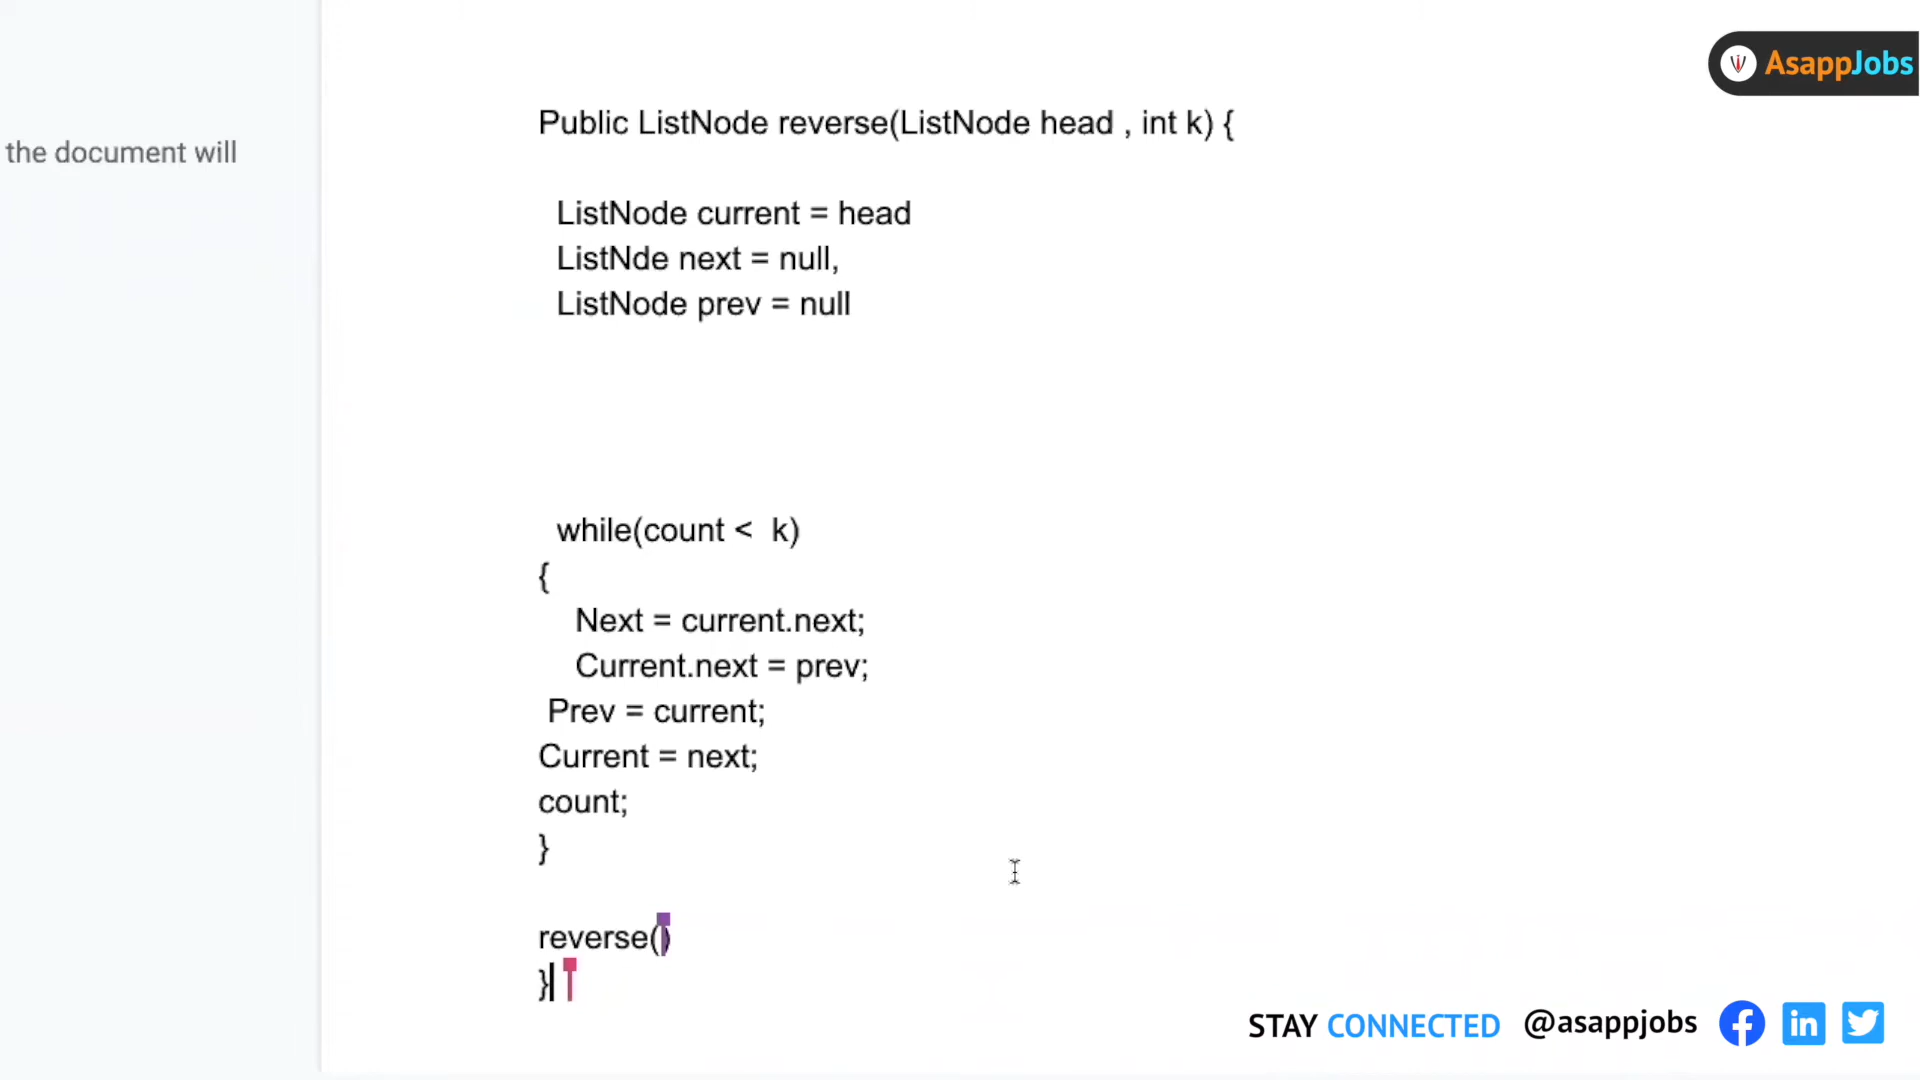 AsappJobs
the document will
Public ListNode reverse(ListNode head , int k) {
ListNode current = head
ListNde next = null,
ListNode prev = null
while(count <  k)
{
Next = current.next;
Current.next = prev;
Prev = current;
Current = next;
count;
}
reverse()
}
STAY CONNECTED @asappjobs